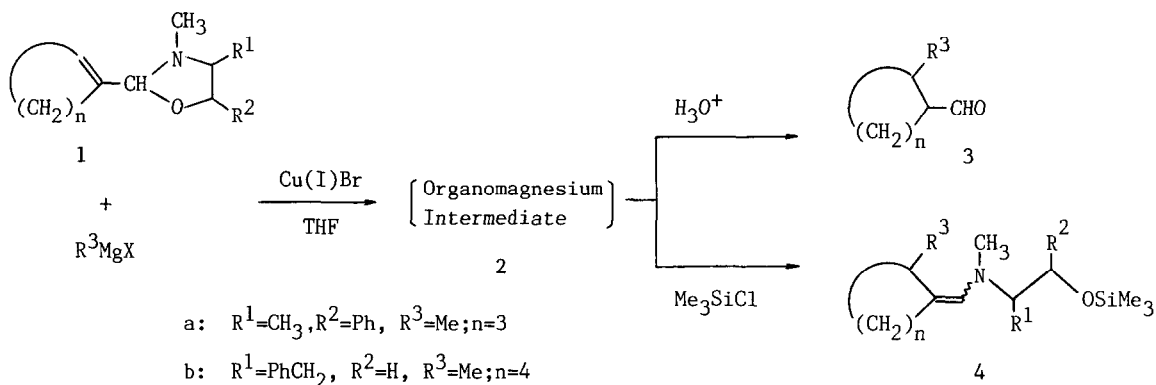 CH3
N
R1
CH
O
R2
(CH2)n
1
+
R3MgX
Cu(I)Br
THF
Organomagnesium
Intermediate
2
H3O+
Me3SiCl
R3
CHO
(CH2)n
3
R3
CH3
R2
N
OSiMe3
R1
(CH2)n
4
a: R1=CH3,R2=Ph, R3=Me;n=3
b: R1=PhCH2, R2=H, R3=Me;n=4